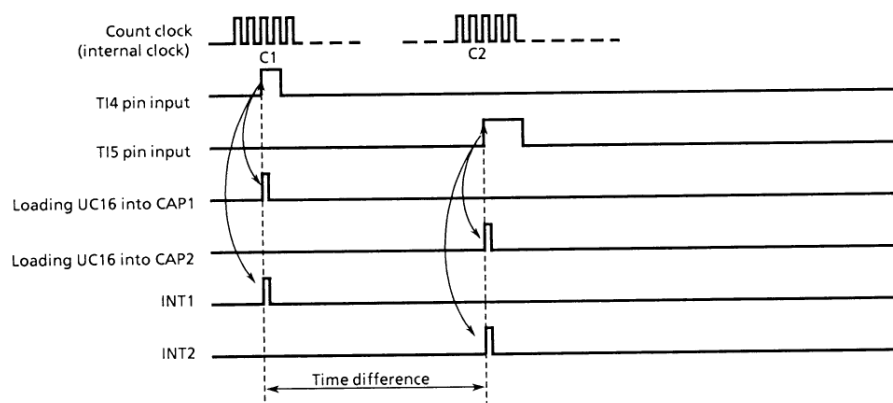 Count clock
(internal clock)
C1
C2
TI4 pin input
TI5 pin input
Loading UC16 into CAP1
Loading UC16 into CAP2
INT1
INT2
Time difference